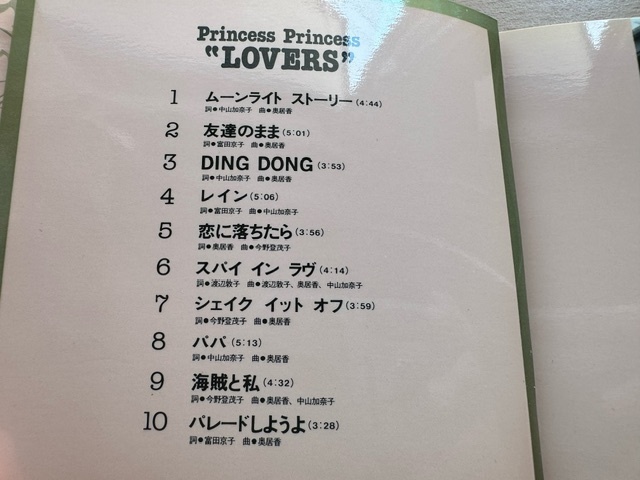 Princess Princess
"LOVERS"
1 ムーンライト ストーリー(4:44)
詞●中山加奈子 曲●奥居香
2 友達のまま(5:01)
詞●富田京子 曲●奥居香
3 DING DONG(3:53)
詞●中山加奈子 曲●奥居香
4 レイン(5:06)
詞●富田京子 曲●中山加奈子
5 恋に落ちたら(3:56)
詞●奥居香 曲●今野登茂子
6 スパイ イン ラヴ(4:14)
詞●渡辺敦子 曲●渡辺敦子、奥居香、中山加奈子
7 シェイク イット オフ(3:59)
詞●今野登茂子 曲●奥居香
8 パパ(5:13)
詞●中山加奈子 曲●奥居香
9 海賊と私(4:32)
詞●今野登茂子 曲●奥居香、中山加奈子
10 パレードしようよ(3:28)
詞●富田京子 曲●奥居香